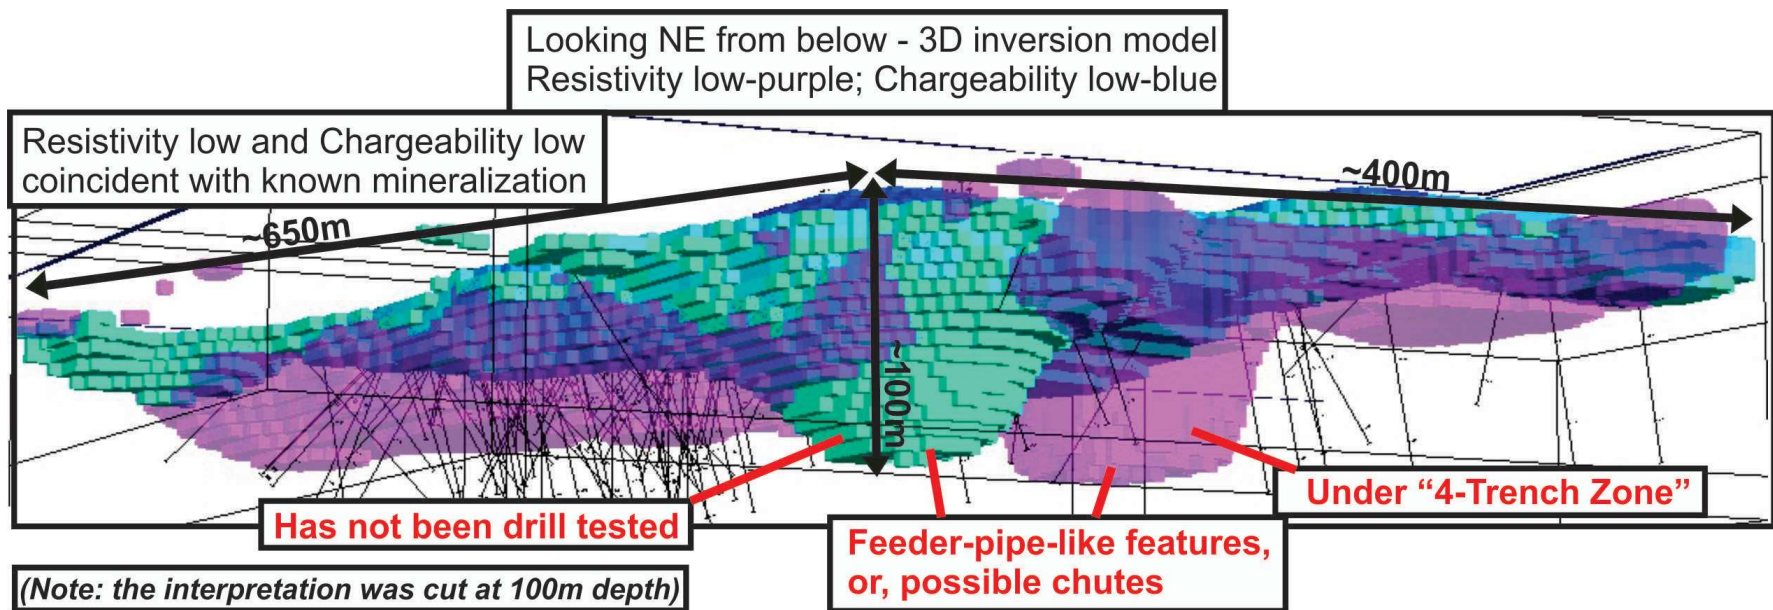 Looking NE from below - 3D inversion model
Resistivity low-purple; Chargeability low-blue
Resistivity low and Chargeability low
coincident with known mineralization
~650m
~400m
~100m
Has not been drill tested
Under “4-Trench Zone”
Feeder-pipe-like features,
or, possible chutes
(Note: the interpretation was cut at 100m depth)